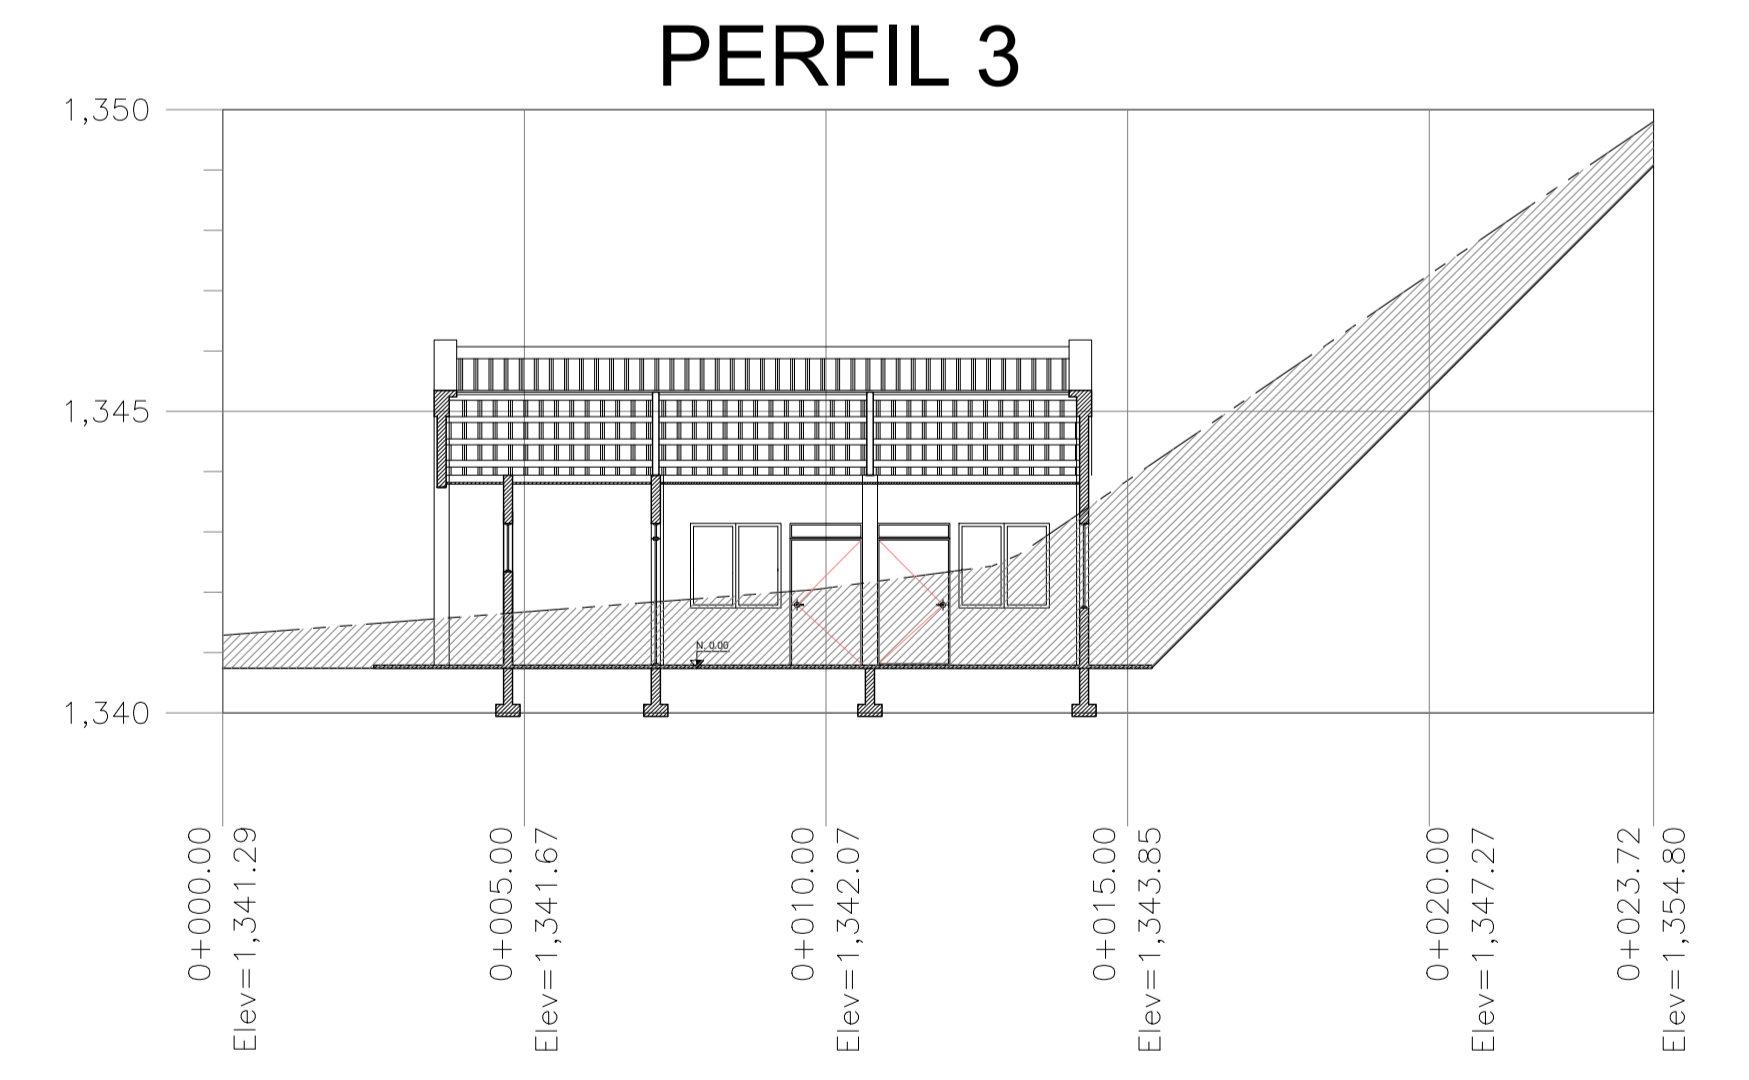 PERFIL 3
1,350
1,345
1,340
N. 0.00
0+000.00
Elev=1,341.29
0+005.00
Elev=1,341.67
0+010.00
Elev=1,342.07
0+015.00
Elev=1,343.85
0+020.00
Elev=1,347.27
0+023.72
Elev=1,354.80